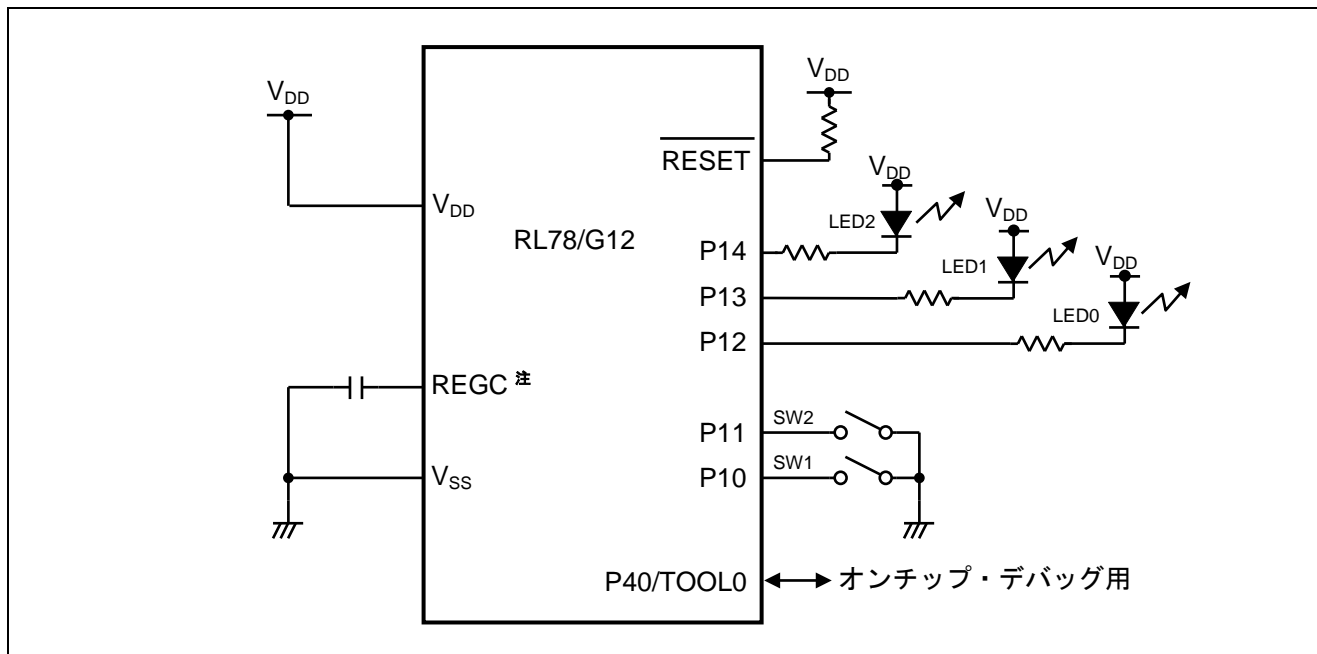 VDD
VDD
RESET
VDD
VDD
LED2
VDD
VDD
RL78/G12
P14
LED1
P13
LED0
P12
REGC 注
P11
SW2
P10
SW1
VSS
P40/TOOL0
オンチップ・デバッグ用